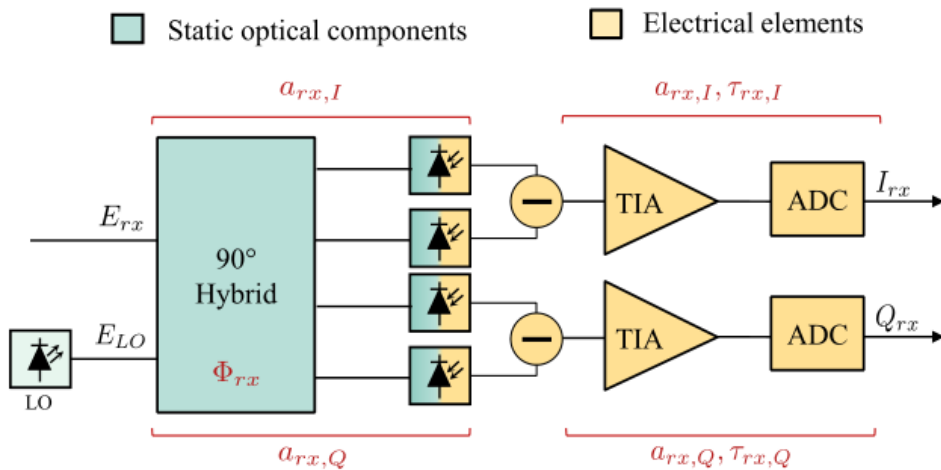 Static optical components
Electrical elements
a_{rx,I}
a_{rx,I}, τ_{rx,I}
E_{rx}
90°
Hybrid
Φ_{rx}
E_{LO}
LO
TIA
ADC
I_{rx}
TIA
ADC
Q_{rx}
a_{rx,Q}
a_{rx,Q}, τ_{rx,Q}